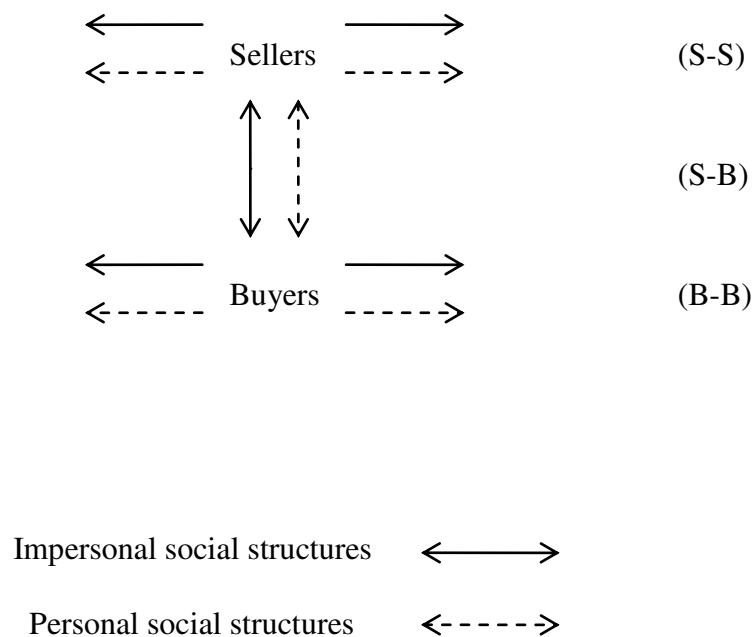 Sellers (S-S)
(S-B)
Buyers (B-B)
Impersonal social structures
Personal social structures